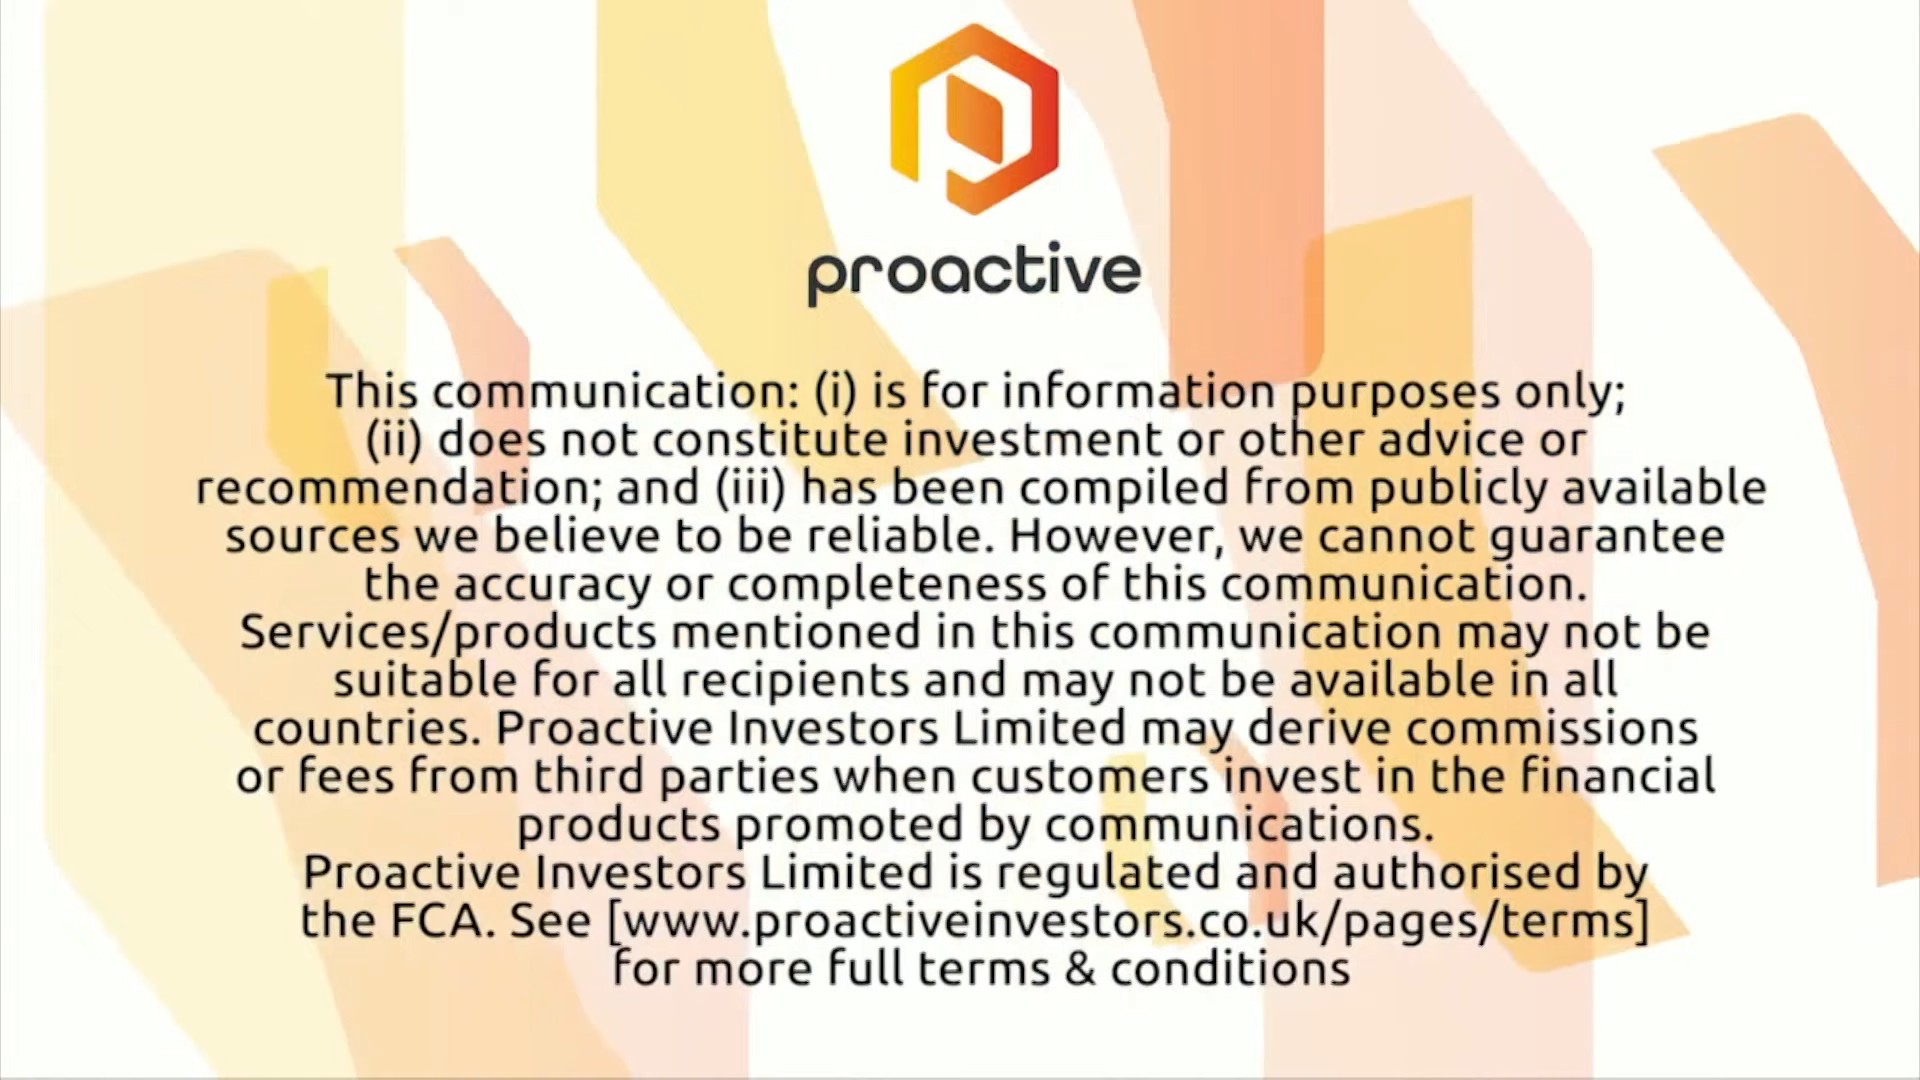 proactive
This communication: (i) is for information purposes only;
(ii) does not constitute investment or other advice or
recommendation; and (iii) has been compiled from publicly available
sources we believe to be reliable. However, we cannot guarantee
the accuracy or completeness of this communication.
Services/products mentioned in this communication may not be
suitable for all recipients and may not be available in all
countries. Proactive Investors Limited may derive commissions
or fees from third parties when customers invest in the financial
products promoted by communications.
Proactive Investors Limited is regulated and authorised by
the FCA. See [www.proactiveinvestors.co.uk/pages/terms]
for more full terms & conditions